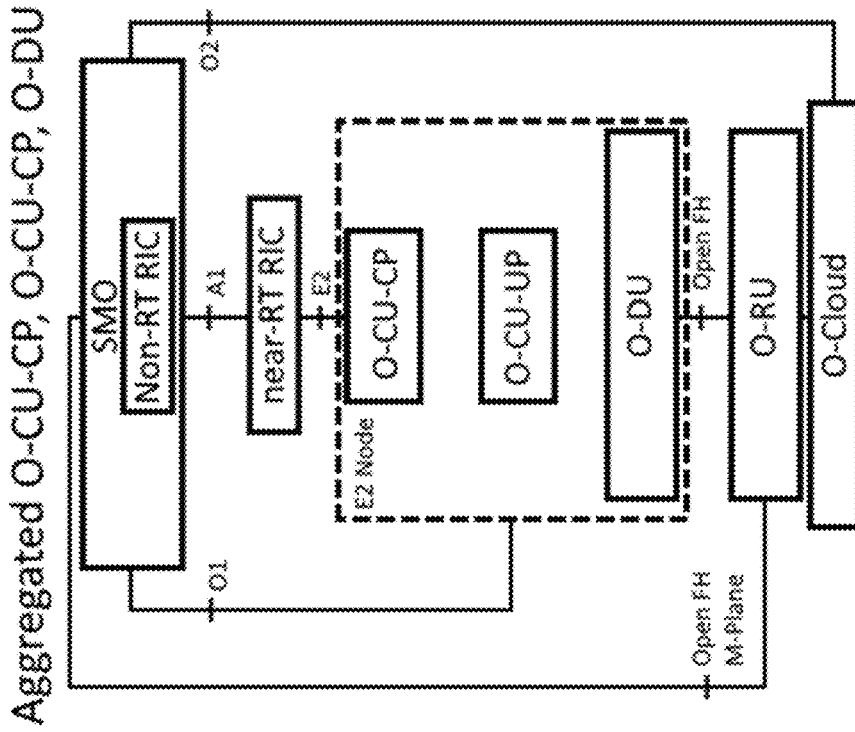 Aggregated O-CU-CP, O-CU-CP, O-DU
SMO
Non-RT RIC
O1
A1
O2
near-RT RIC
E2
E2 Node
O-CU-CP
O-CU-UP
O-DU
Open FH
M-Plane
Open FH
O-RU
O-Cloud